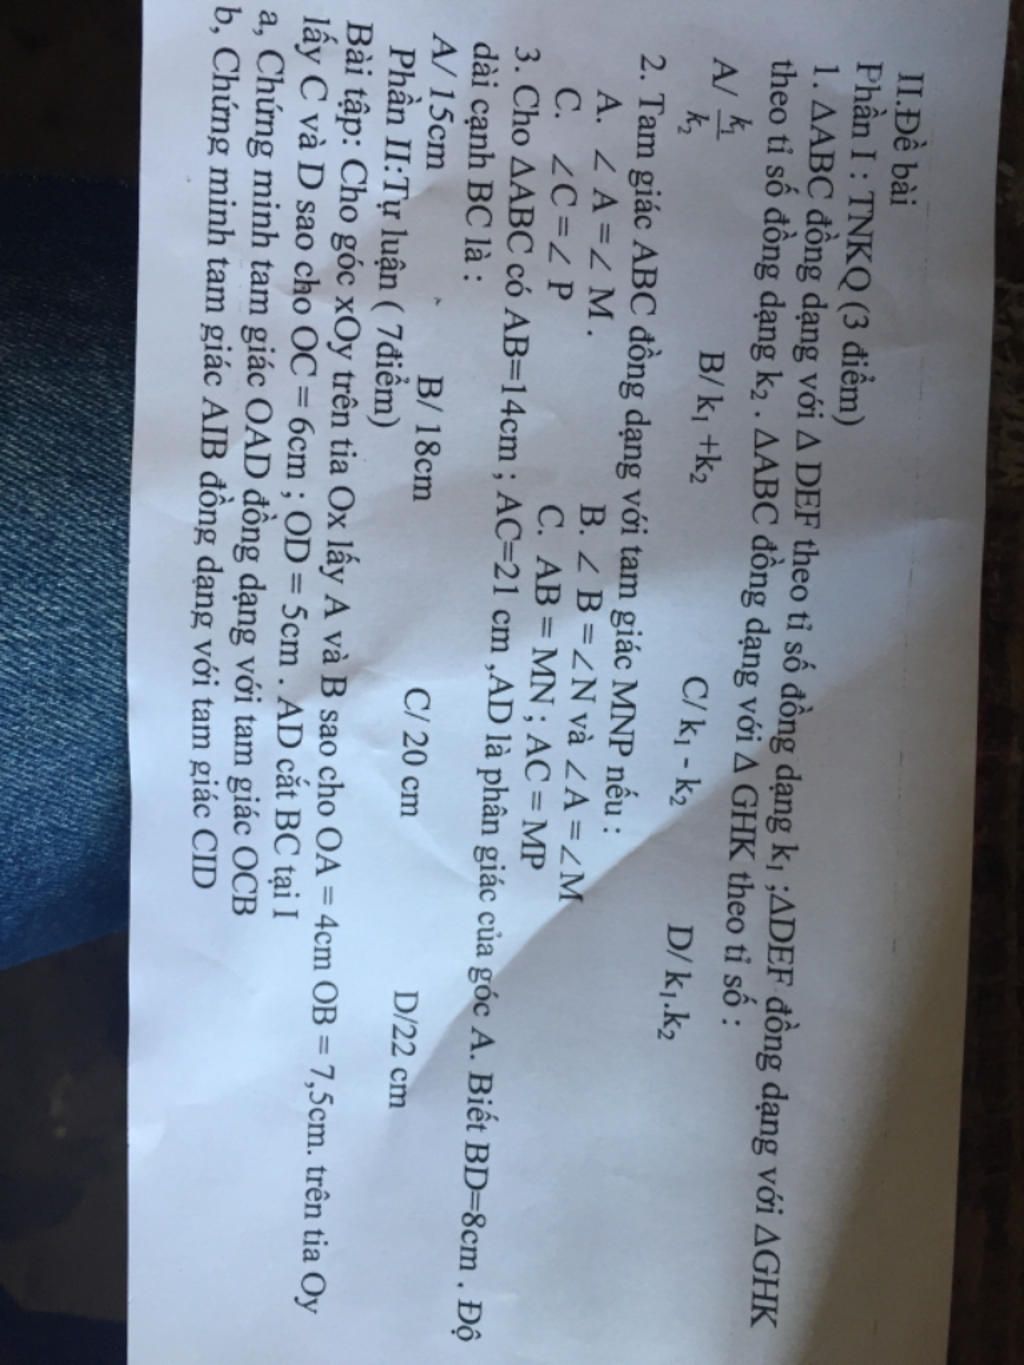 II.Đề bài
Phần I : TNKQ (3 điểm)
1. ΔABC đồng dạng với Δ DEF theo tỉ số đồng dạng k₁ ;ΔDEF đồng dạng với ΔGHK
theo tỉ số đồng dạng k₂ . ΔABC đồng dạng với Δ GHK theo tỉ số :
A/ k₁/k₂ B/ k₁ +k₂ C/ k₁ - k₂ D/ k₁.k₂
2. Tam giác ABC đồng dạng với tam giác MNP nếu :
A. ∠ A = ∠ M . B. ∠ B = ∠N và ∠ A = ∠M
C. ∠C = ∠ P C. AB = MN ; AC = MP
3. Cho ΔABC có AB=14cm ; AC=21 cm ,AD là phân giác của góc A. Biết BD=8cm . Độ
dài cạnh BC là :
A/ 15cm B/ 18cm C/ 20 cm D/22 cm
Phần II:Tự luận ( 7điểm)
Bài tập: Cho góc xOy trên tia Ox lấy A và B sao cho OA = 4cm OB = 7,5cm. trên tia Oy
lấy C và D sao cho OC = 6cm ; OD = 5cm . AD cắt BC tại I
a, Chứng minh tam giác OAD đồng dạng với tam giác OCB
b, Chứng minh tam giác AIB đồng dạng với tam giác CID